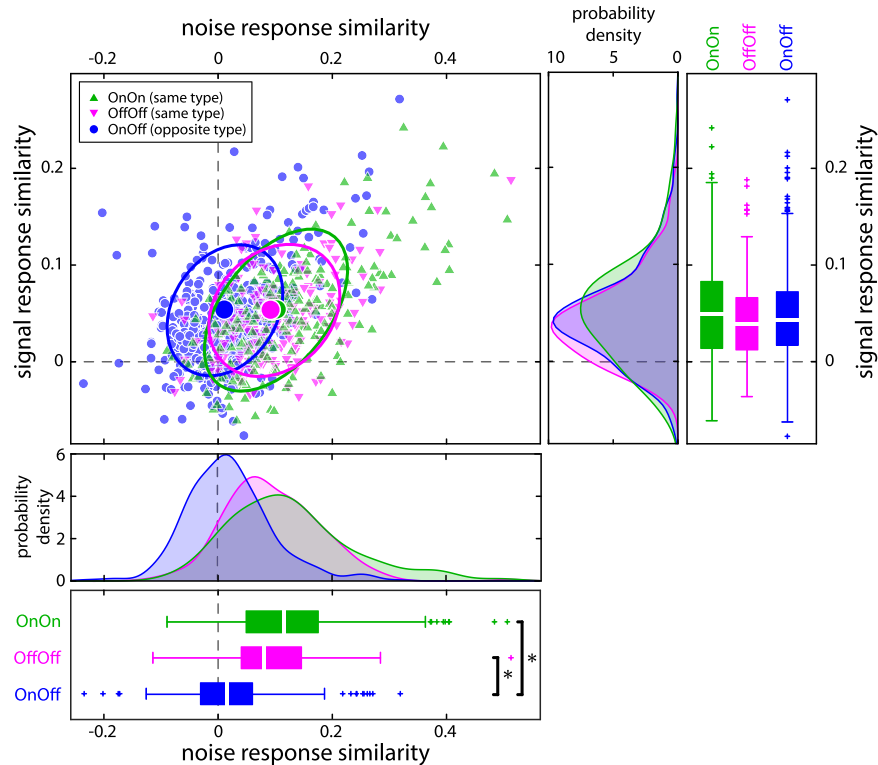 noise response similarity
probability
density
-0.2 0 0.2 0.4
10 5 0
OnOn
OffOff
OnOff
OnOn (same type)
OffOff (same type)
OnOff (opposite type)
signal response similarity
0.2
0.1
0
0.2
0.1
0
signal response similarity
probability
density
6
4
2
0
OnOn
OffOff
OnOff
*
*
-0.2 0 0.2 0.4
noise response similarity